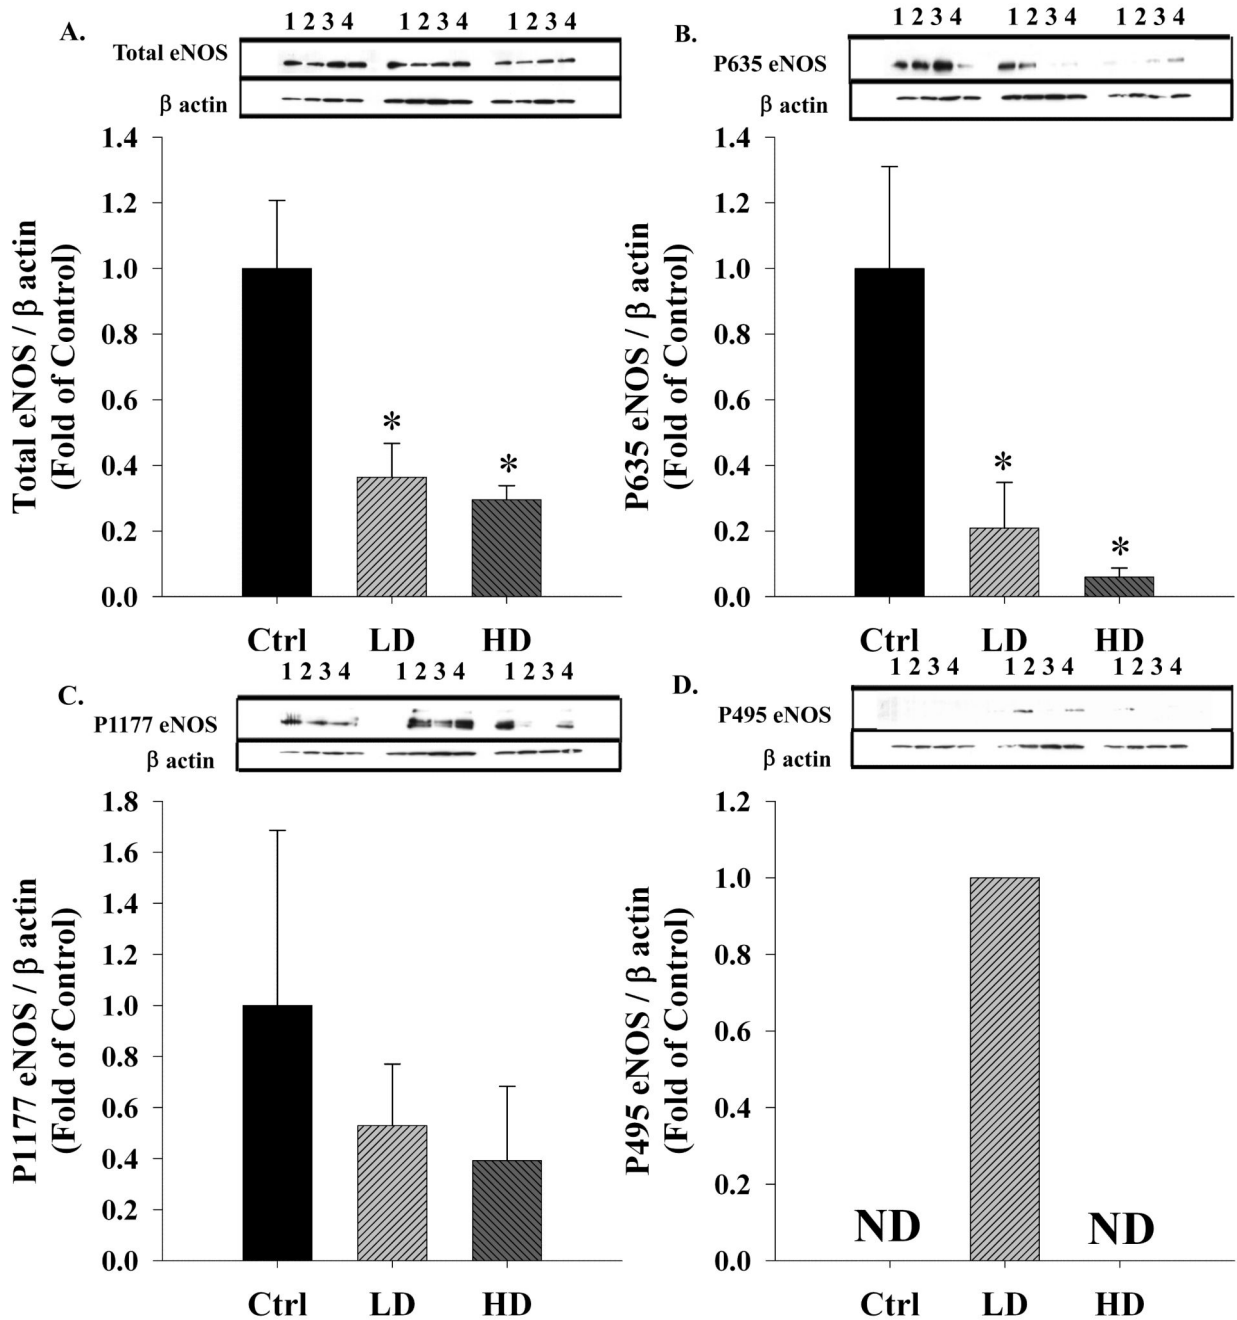 A.
1 2 3 4 1 2 3 4 1 2 3 4
Total eNOS
β actin
Total eNOS / β actin
(Fold of Control)
1.4
1.2
1.0
0.8
0.6
0.4
0.2
0.0
*
*
Ctrl LD HD
B.
1 2 3 4 1 2 3 4 1 2 3 4
P635 eNOS
β actin
P635 eNOS / β actin
(Fold of Control)
1.4
1.2
1.0
0.8
0.6
0.4
0.2
0.0
*
*
Ctrl LD HD
C.
1 2 3 4 1 2 3 4 1 2 3 4
P1177 eNOS
β actin
P1177 eNOS / β actin
(Fold of Control)
1.8
1.6
1.4
1.2
1.0
0.8
0.6
0.4
0.2
0.0
Ctrl LD HD
D.
1 2 3 4 1 2 3 4 1 2 3 4
P495 eNOS
β actin
P495 eNOS / β actin
(Fold of Control)
1.2
1.0
0.8
0.6
0.4
0.2
0.0
ND ND
Ctrl LD HD